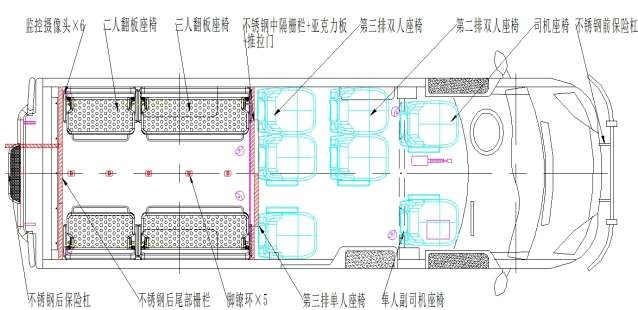 监控摄像头×6
二人翻板座椅
三人翻板座椅
不锈钢中隔栅栏+亚克力板
+推拉门
第三排双人座椅
第二排双人座椅
司机座椅
不锈钢前保险杠
不锈钢后保险杠
不锈钢后尾部栅栏
脚镣环×5
第三排单人座椅
单人副司机座椅